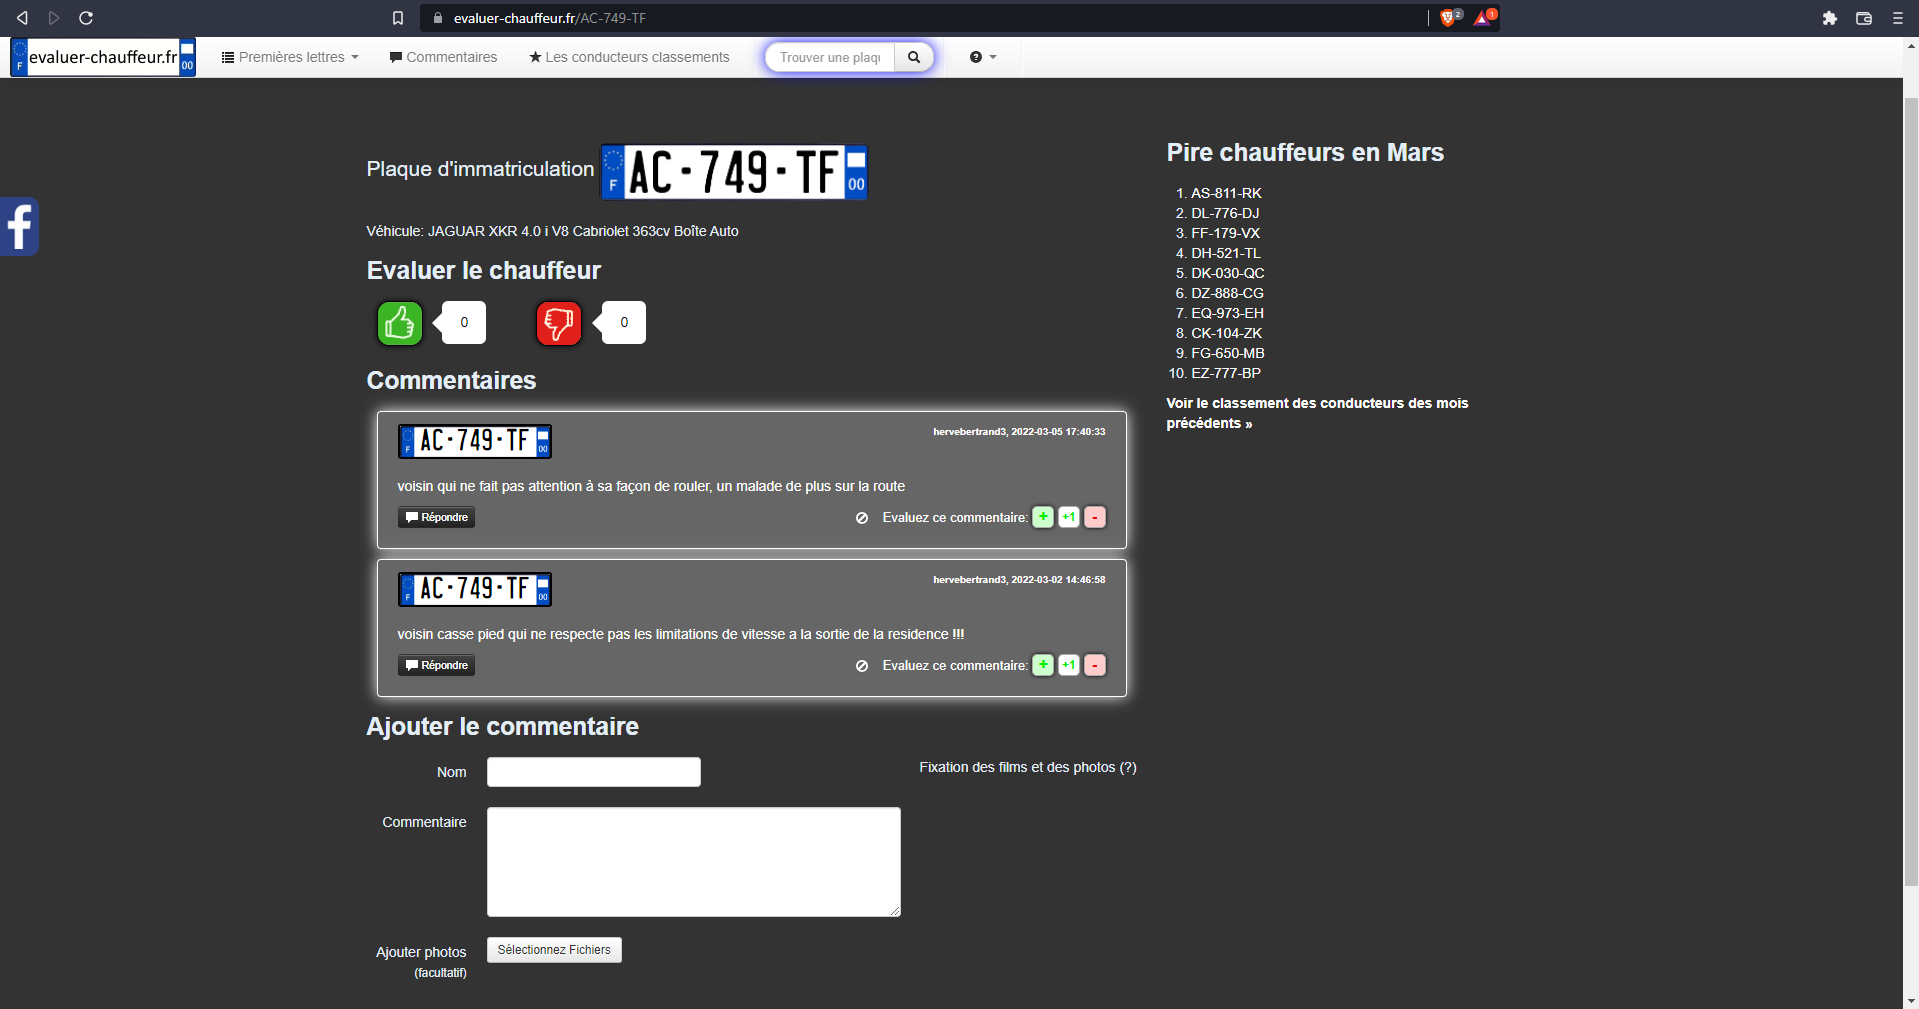 evaluer-chauffeur.fr/AC-749-TF
2
1
F evaluer-chauffeur.fr 00
Premières lettres
Commentaires
Les conducteurs classements
Trouver une plaqu
Plaque d'immatriculation
F AC-749-TF 00
Véhicule: JAGUAR XKR 4.0 i V8 Cabriolet 363cv Boîte Auto
Evaluer le chauffeur
0
0
Commentaires
F AC-749-TF 00
hervebertrand3, 2022-03-05 17:40:33
voisin qui ne fait pas attention à sa façon de rouler, un malade de plus sur la route
Répondre
Evaluez ce commentaire: + +1 -
F AC-749-TF 00
hervebertrand3, 2022-03-02 14:46:58
voisin casse pied qui ne respecte pas les limitations de vitesse a la sortie de la residence !!!
Répondre
Evaluez ce commentaire: + +1 -
Ajouter le commentaire
Nom
Fixation des films et des photos (?)
Commentaire
Ajouter photos
(facultatif)
Sélectionnez Fichiers
Pire chauffeurs en Mars
1. AS-811-RK
2. DL-776-DJ
3. FF-179-VX
4. DH-521-TL
5. DK-030-QC
6. DZ-888-CG
7. EQ-973-EH
8. CK-104-ZK
9. FG-650-MB
10. EZ-777-BP
Voir le classement des conducteurs des mois
précédents »